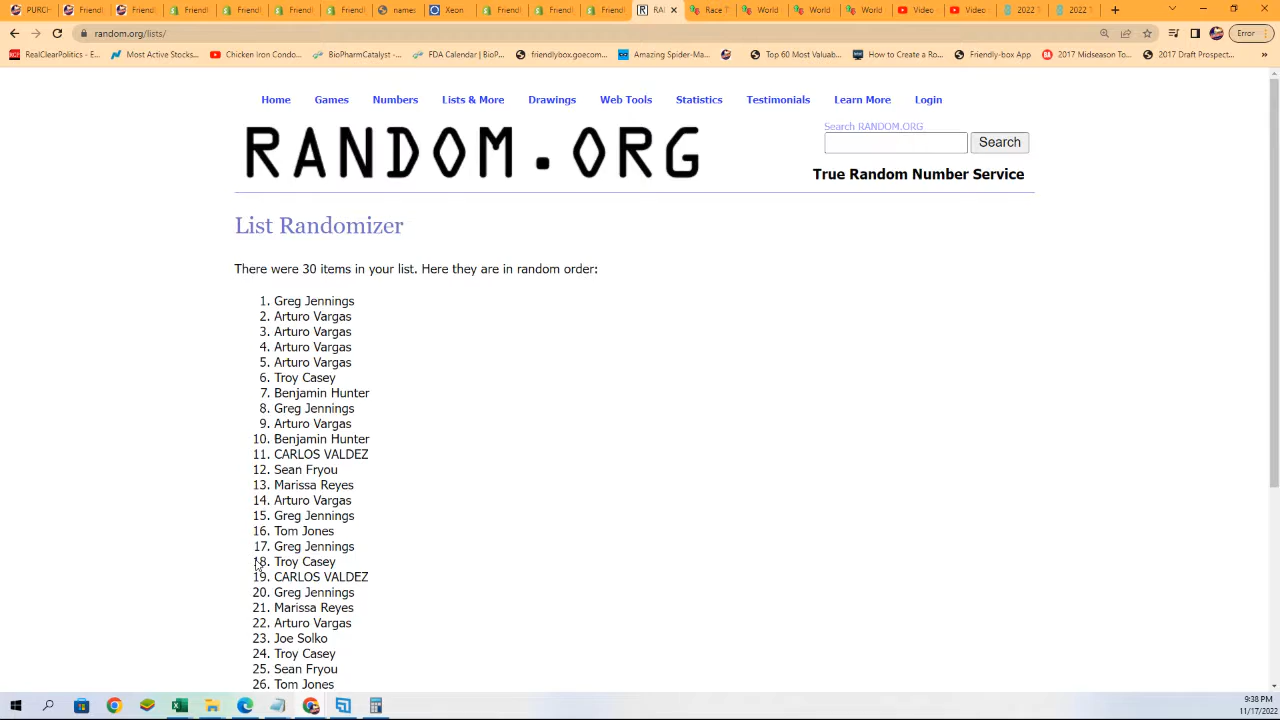 PURCH
Friendl
Friendl
Friendl
Friendl
Friendl
Friendl
names
Xeon
Friendl
Friendl
Friendl
RAN
Race T
World
World
World
Video
Video
2022 T
2022 T
random.org/lists/
Error
RealClearPolitics - E...
Most Active Stocks...
Chicken Iron Condo...
BioPharmCatalyst -...
FDA Calendar | BioP...
friendlybox.goecom...
Amazing Spider-Ma...
Top 60 Most Valuab...
How to Create a Ro...
Friendly-box App
2017 Midseason To...
2017 Draft Prospect...
Home
Games
Numbers
Lists & More
Drawings
Web Tools
Statistics
Testimonials
Learn More
Login
RANDOM.ORG
Search RANDOM.ORG
Search
True Random Number Service
List Randomizer
There were 30 items in your list. Here they are in random order:
1. Greg Jennings
2. Arturo Vargas
3. Arturo Vargas
4. Arturo Vargas
5. Arturo Vargas
6. Troy Casey
7. Benjamin Hunter
8. Greg Jennings
9. Arturo Vargas
10. Benjamin Hunter
11. CARLOS VALDEZ
12. Sean Fryou
13. Marissa Reyes
14. Arturo Vargas
15. Greg Jennings
16. Tom Jones
17. Greg Jennings
18. Troy Casey
19. CARLOS VALDEZ
20. Greg Jennings
21. Marissa Reyes
22. Arturo Vargas
23. Joe Solko
24. Troy Casey
25. Sean Fryou
26. Tom Jones
9:38 PM
11/17/2022